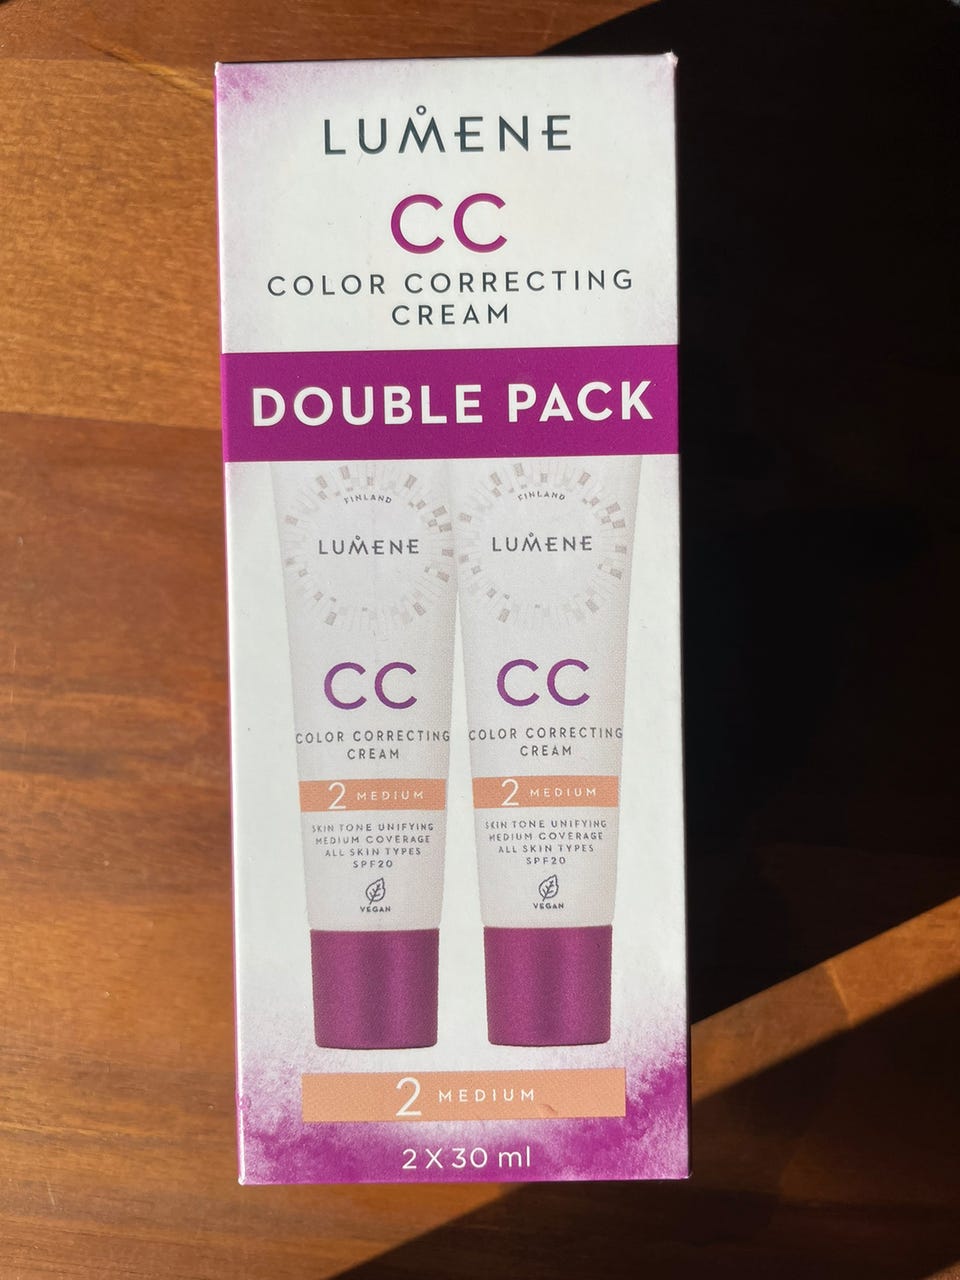 LUMENE
CC
COLOR CORRECTING
CREAM
DOUBLE PACK
FINLAND
LUMENE
CC
COLOR CORRECTING
CREAM
2 MEDIUM
SKIN TONE UNIFYING
MEDIUM COVERAGE
ALL SKIN TYPES
SPF20
VEGAN
FINLAND
LUMENE
CC
COLOR CORRECTING
CREAM
2 MEDIUM
SKIN TONE UNIFYING
MEDIUM COVERAGE
ALL SKIN TYPES
SPF20
VEGAN
2 MEDIUM
2 X 30 ml